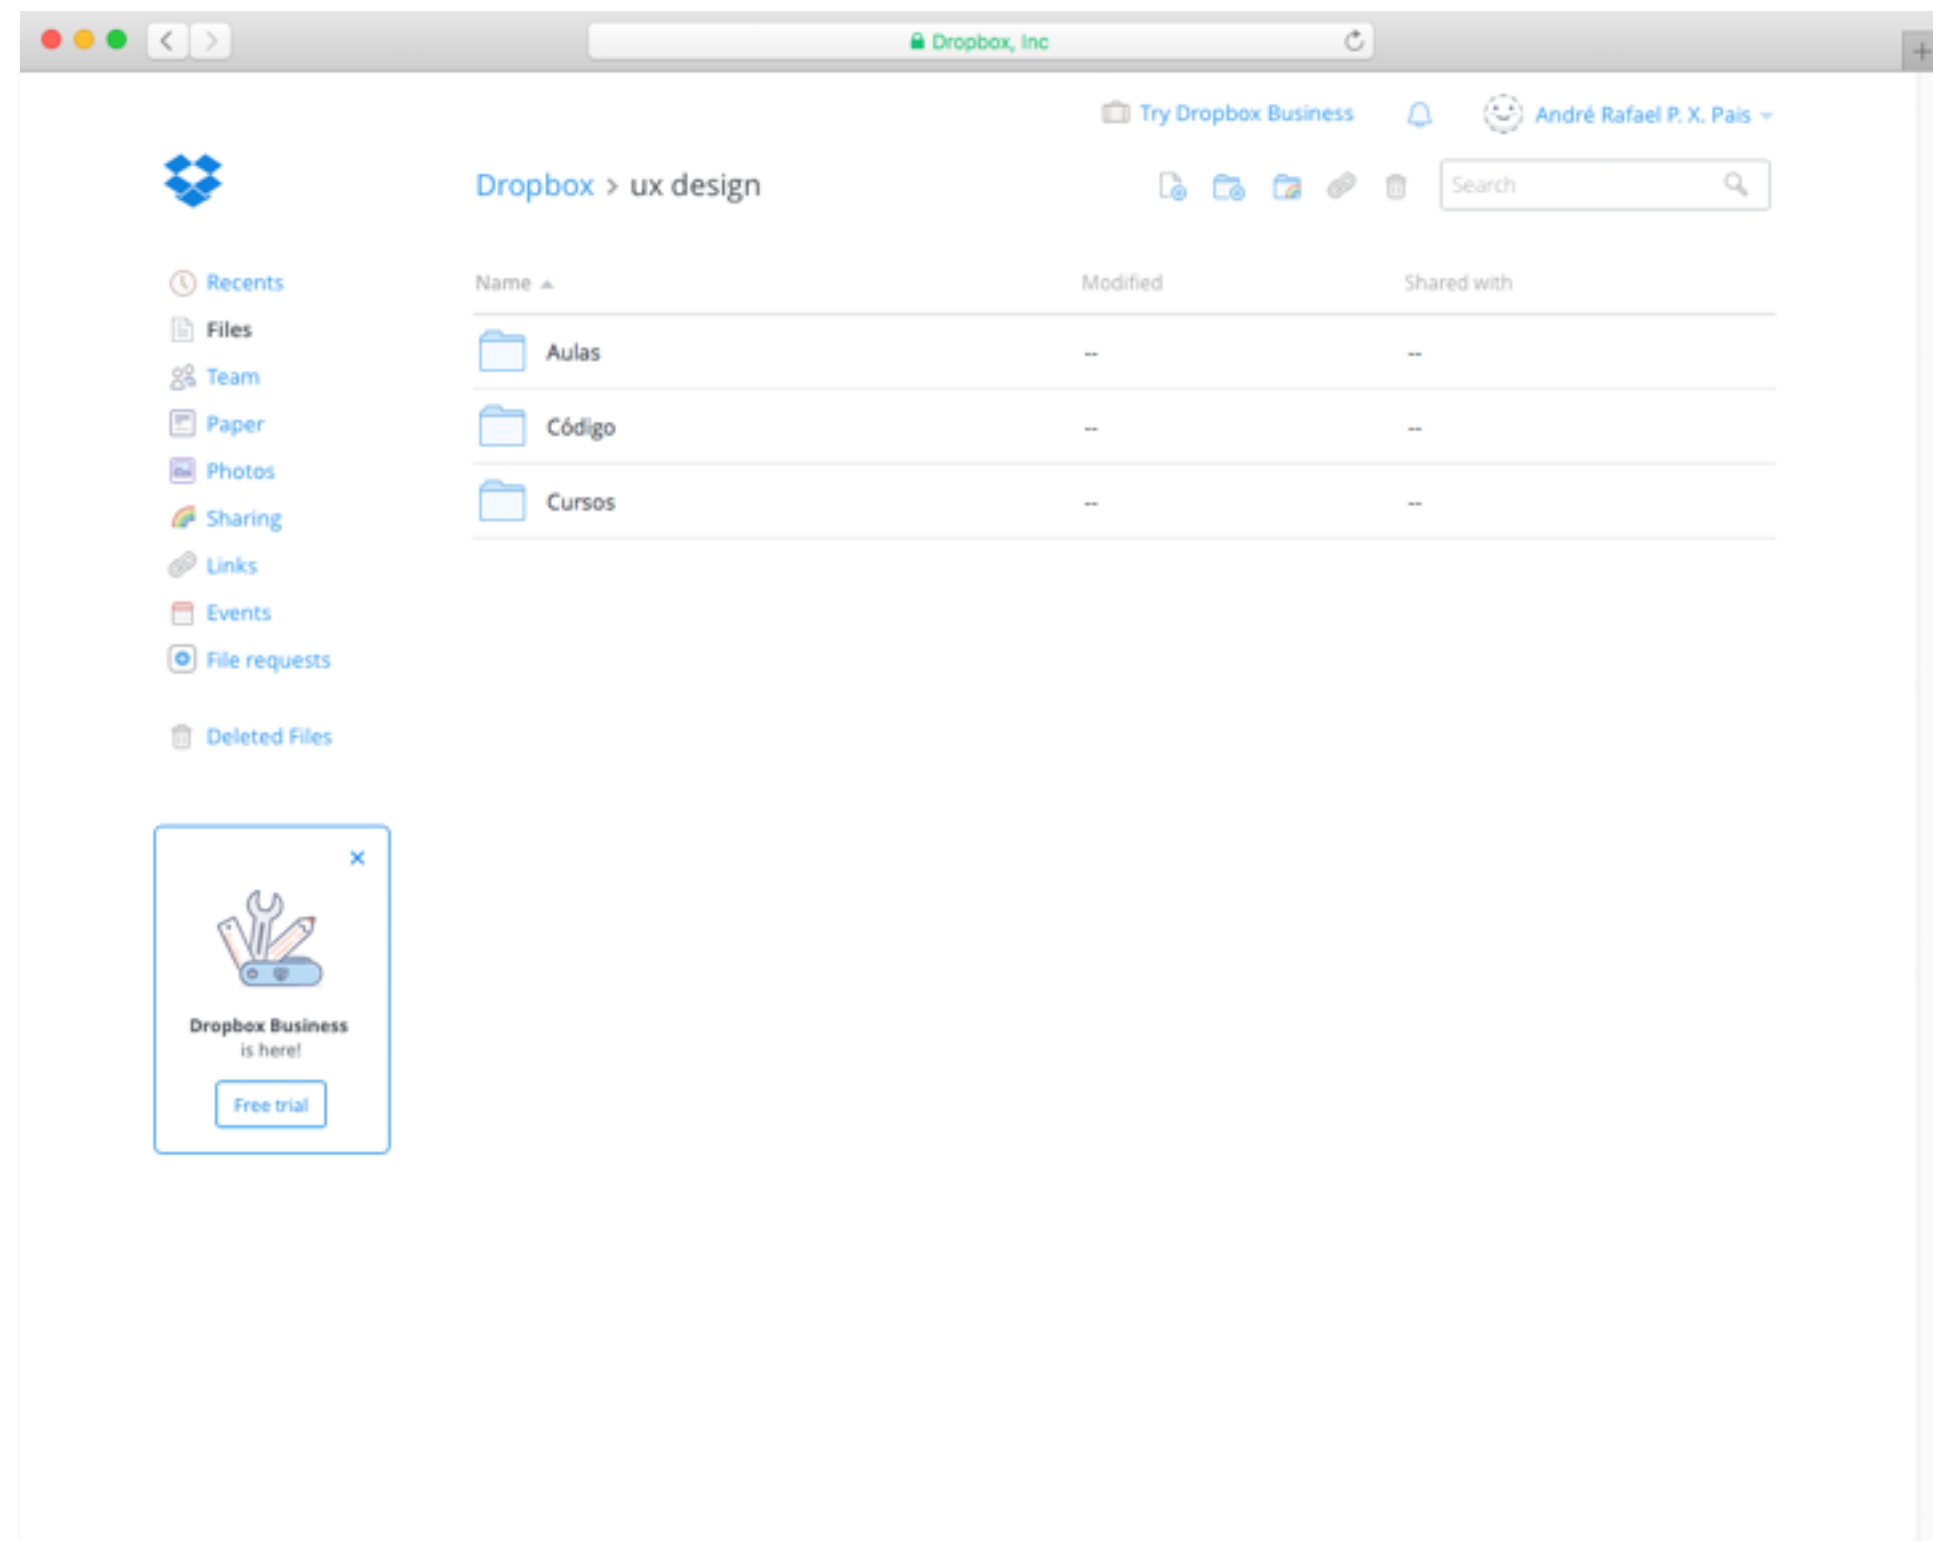 Dropbox, Inc
Try Dropbox Business
André Rafael P. X. Pais
Dropbox > ux design
Search
Recents
Files
Team
Paper
Photos
Sharing
Links
Events
File requests
Deleted Files
Name Modified Shared with
Aulas -- --
Código -- --
Cursos -- --
Dropbox Business
is here!
Free trial